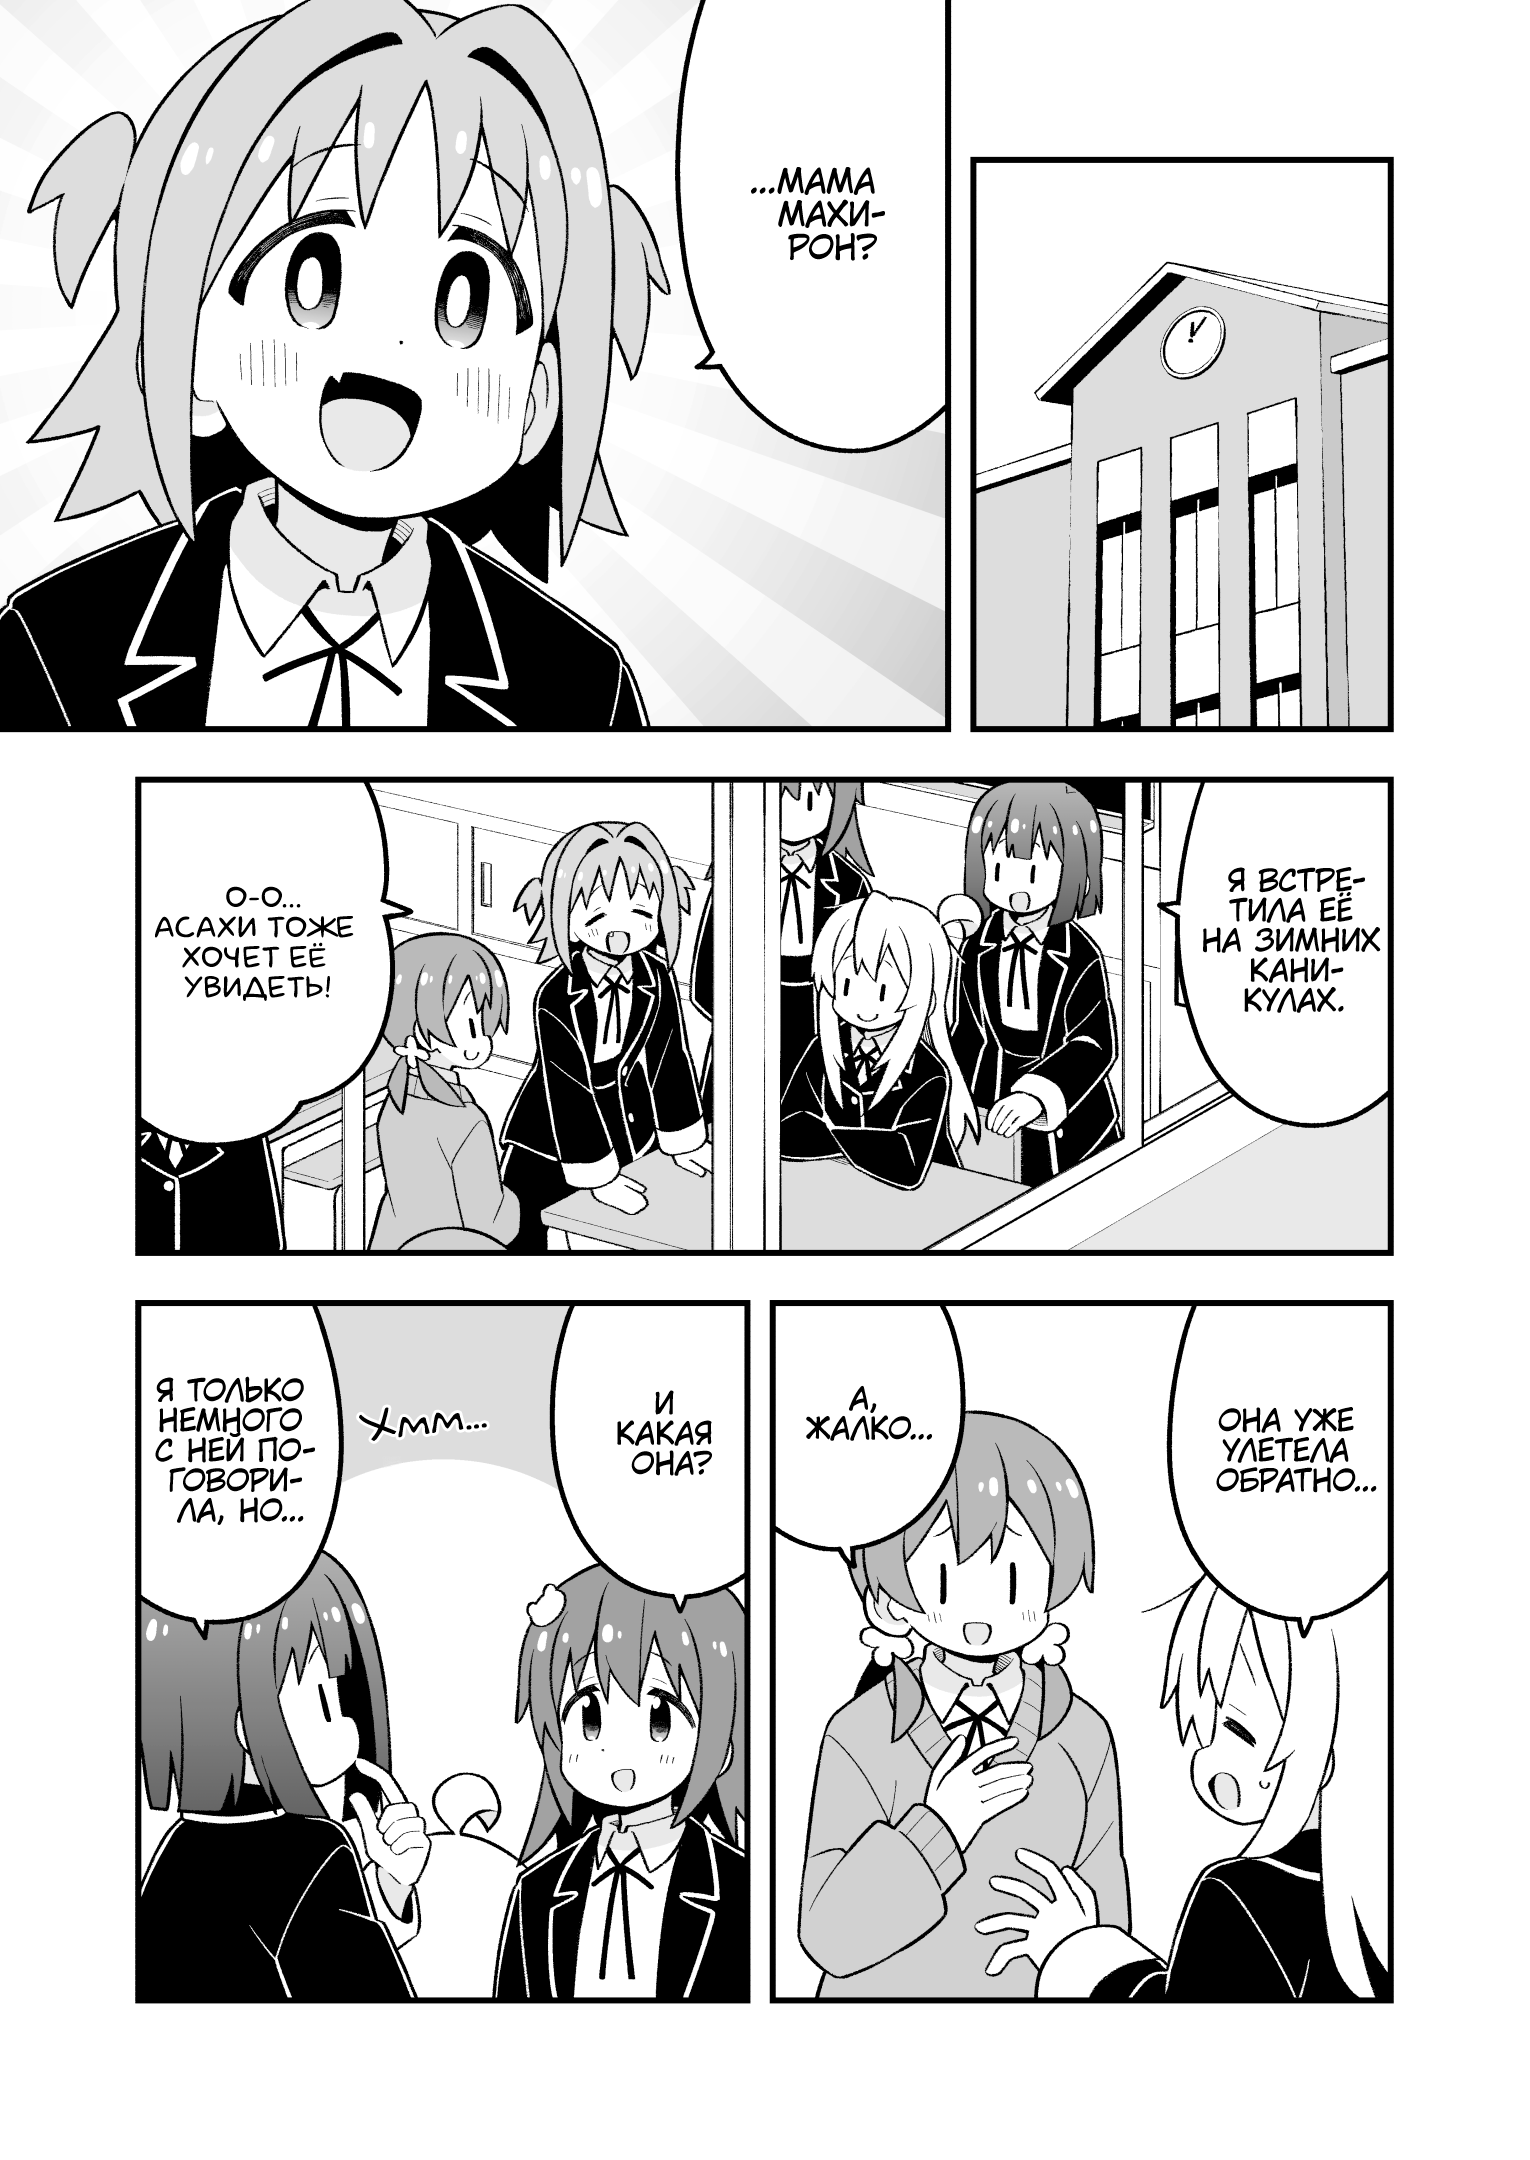 ...МАМА
МАХИ-
РОН?
Я ВСТРЕ-
ТИЛА ЕЁ
НА ЗИМНИХ
КАНИ-
КУЛАХ.
О-О...
АСАХИ ТОЖЕ
ХОЧЕТ ЕЁ
УВИДЕТЬ!
ОНА УЖЕ
УЛЕТЕЛА
ОБРАТНО...
А,
ЖАЛКО...
И
КАКАЯ
ОНА?
ХММ...
Я ТОЛЬКО
НЕМНОГО
С НЕЙ ПО-
ГОВОРИ-
ЛА, НО...